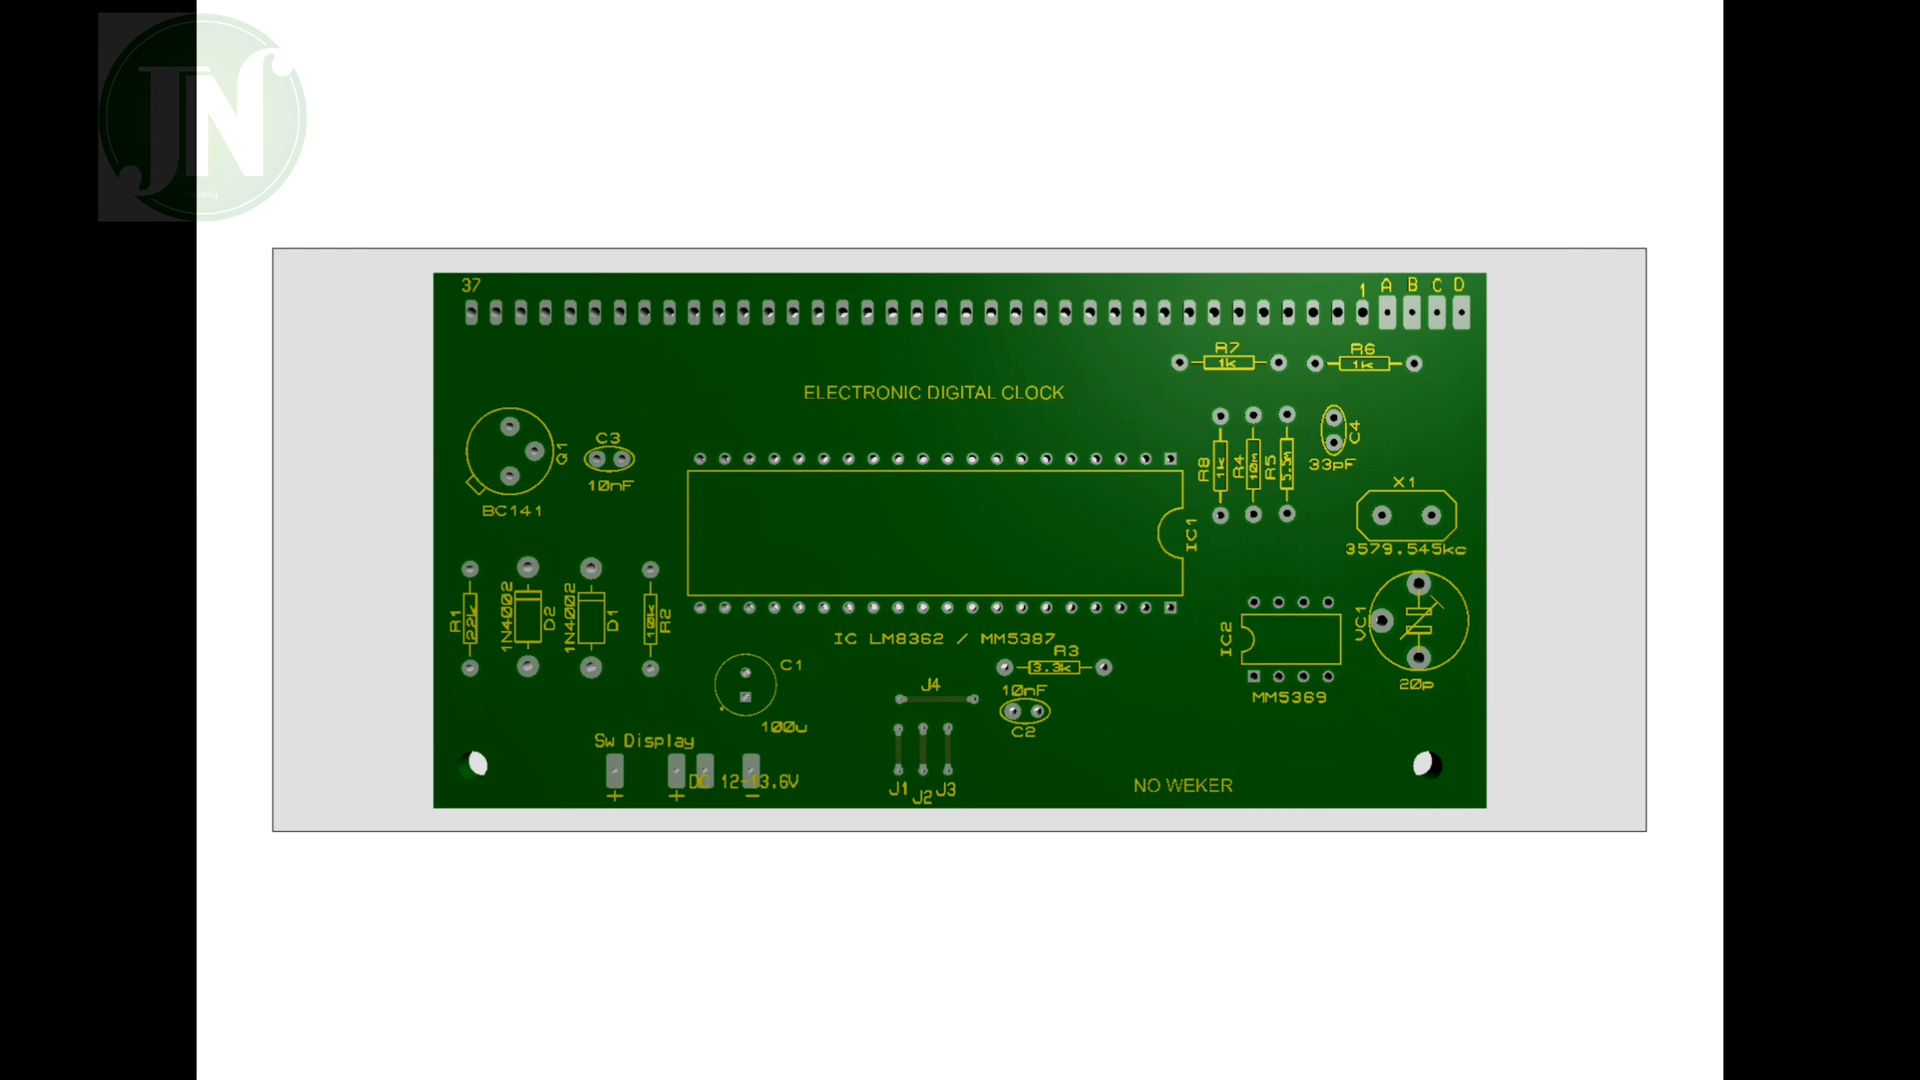 JN
Trending
37
1 A B C D
R7
1k
R6
1k
ELECTRONIC DIGITAL CLOCK
Q1
BC141
C3
10nF
R8
1k
R4
10m
R5
C4
33pF
X1
3579.545kc
IC1
R1
22k
1N4002
D2
1N4002
D1
10k
R2
IC LM8362 / MM5387
R3
3.3k
IC2
MM5369
VC1
20p
C1
100u
J4
10nF
C2
Sw Display
DC 12-13.6V
+ + -
J1 J2 J3
NO WEKER